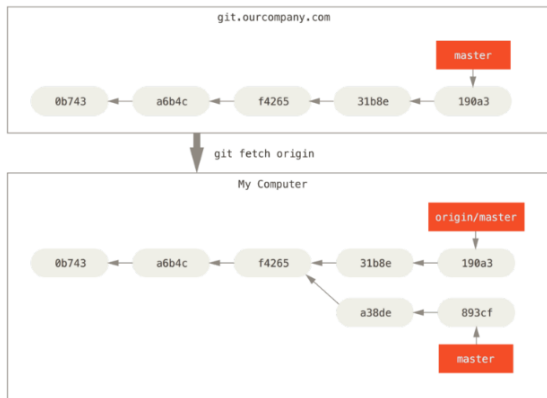 git.ourcompany.com
master
0b743 a6b4c f4265 31b8e 190a3
git fetch origin
My Computer
origin/master
0b743 a6b4c f4265 31b8e 190a3
a38de 893cf
master